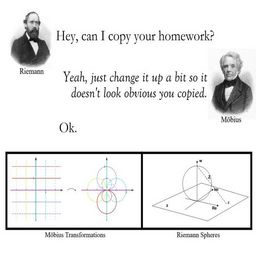 Hey, can I copy your homework?
Riemann
Yeah, just change it up a bit so it
doesn't look obvious you copied.
Möbius
Ok.
Möbius Transformations
Riemann Spheres